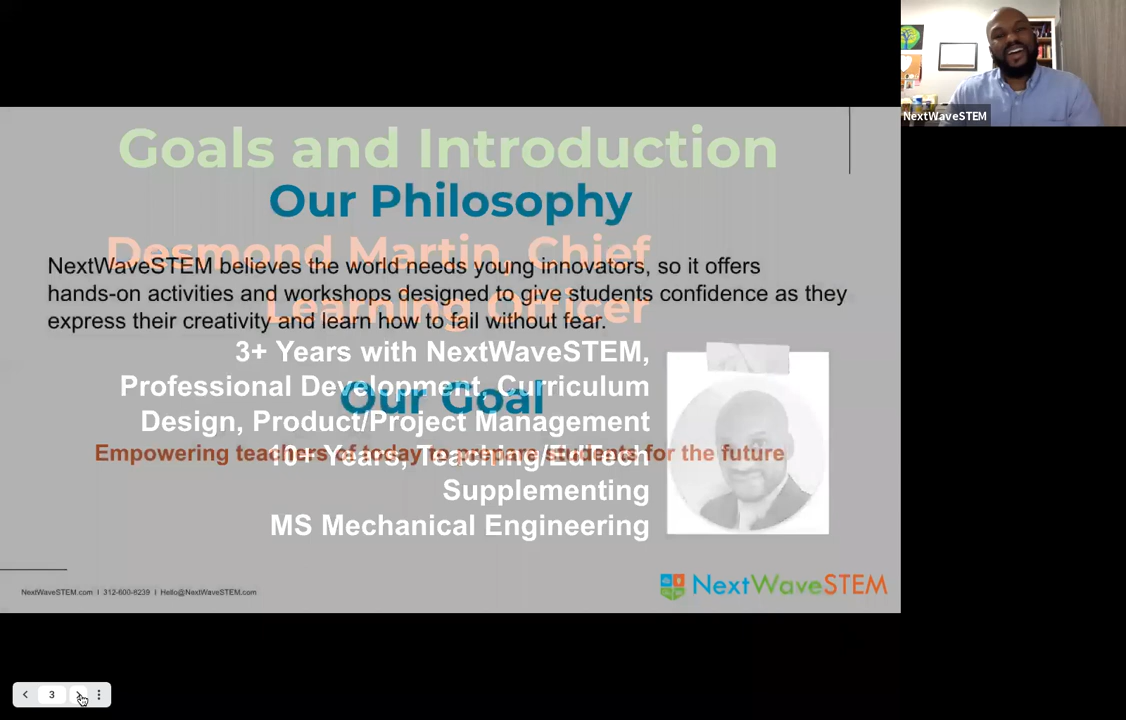 NextWaveSTEM
Goals and Introduction
Our Philosophy
Desmond Martin, Chief
Learning Officer
NextWaveSTEM believes the world needs young innovators, so it offers
hands-on activities and workshops designed to give students confidence as they
express their creativity and learn how to fail without fear.
3+ Years with NextWaveSTEM,
Professional Development, Curriculum
Design, Product/Project Management
10+ Years, Teaching/EdTech
Supplementing
MS Mechanical Engineering
Our Goal
Empowering teachers of today to prepare students for the future
NextWaveSTEM.com I 312-600-8239 I Hello@NextWaveSTEM.com
NextWaveSTEM
3